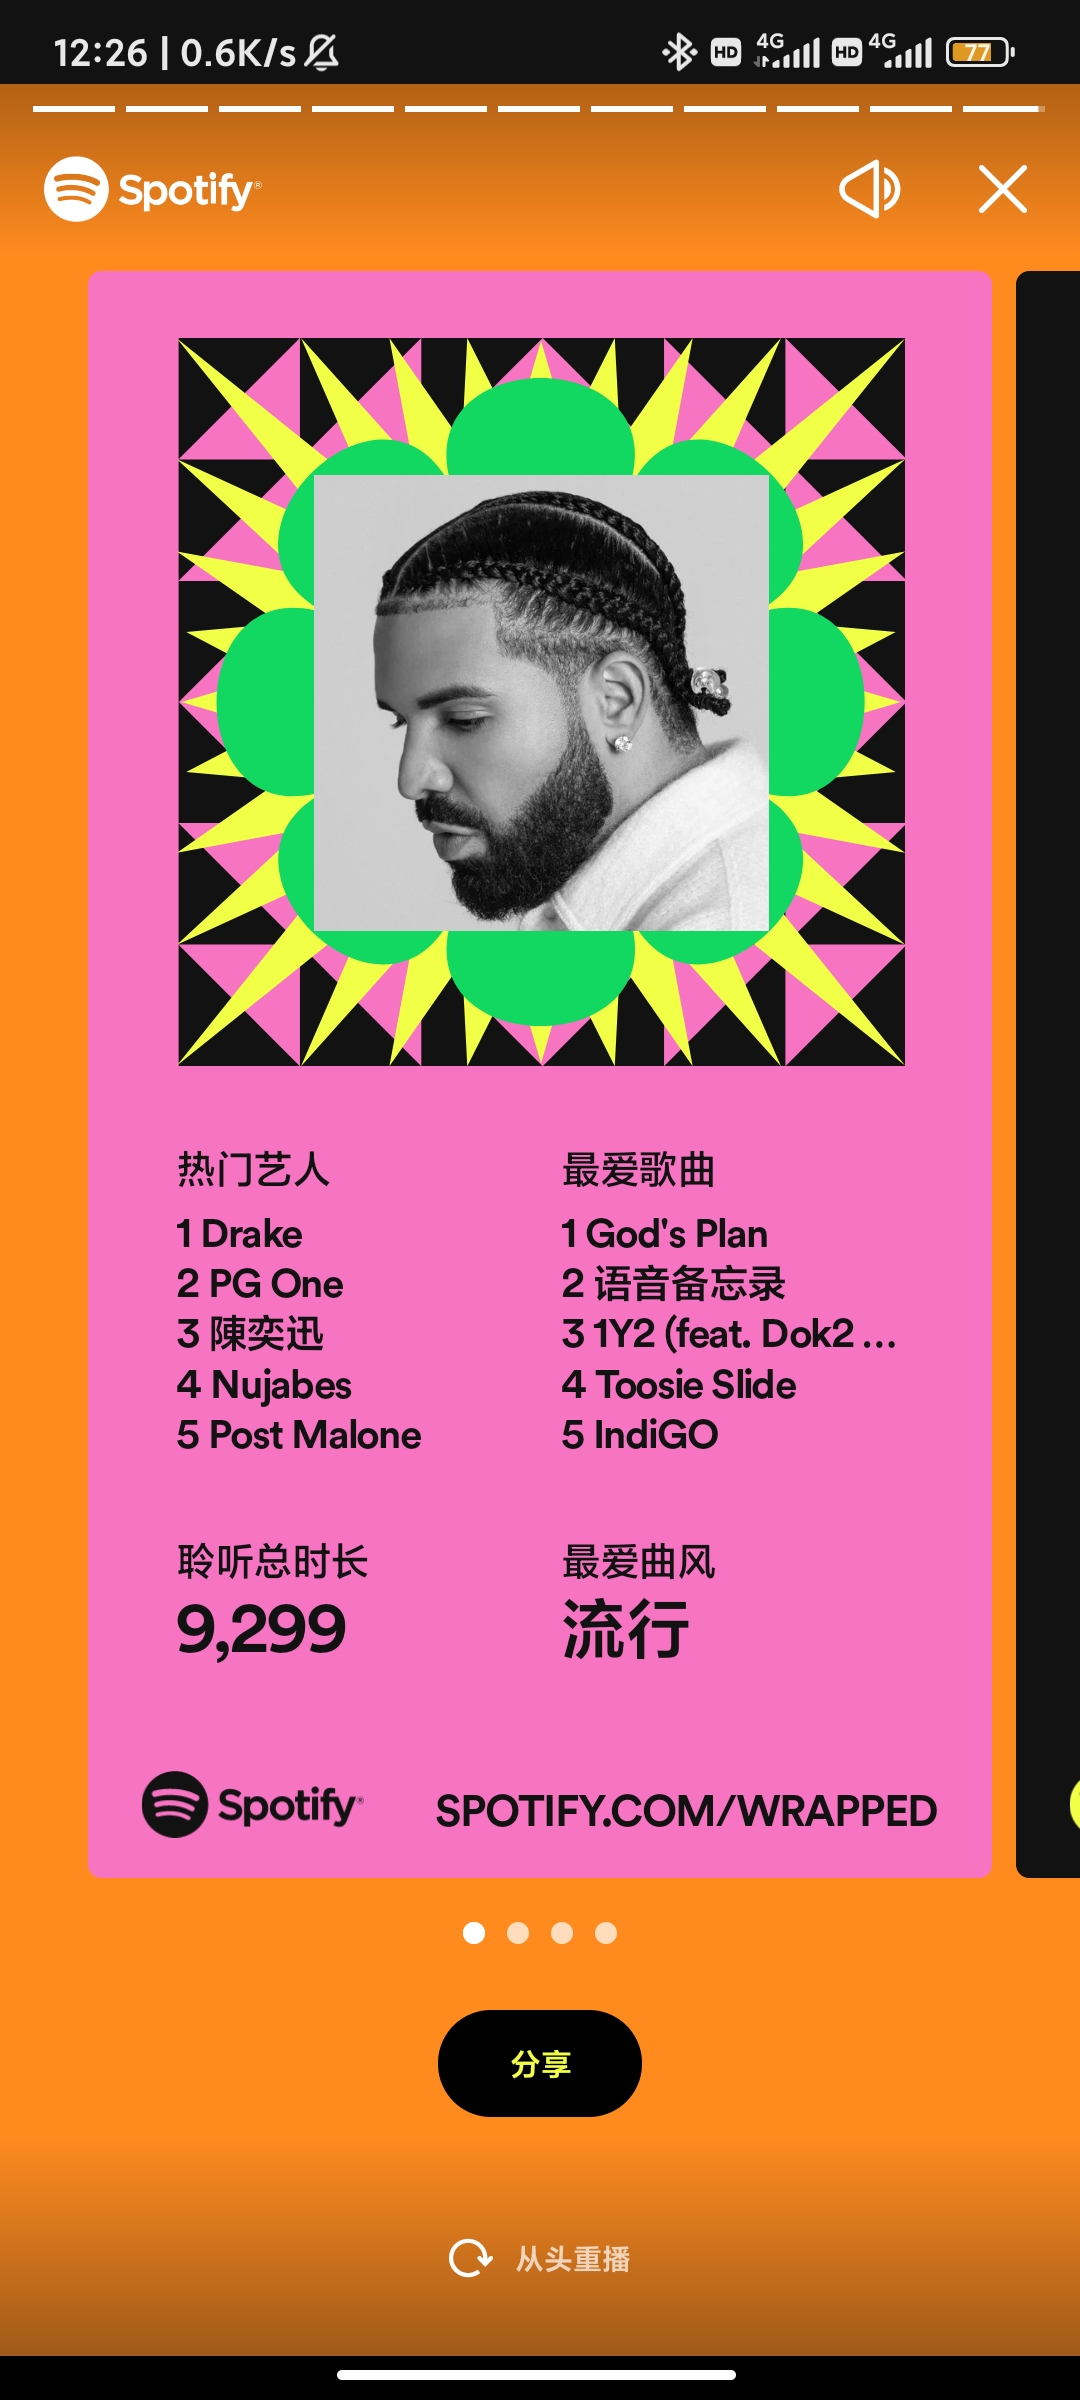 12:26 | 0.6K/s
HD 4G HD 4G 77
Spotify®
热门艺人
1 Drake
2 PG One
3 陳奕迅
4 Nujabes
5 Post Malone
最爱歌曲
1 God's Plan
2 语音备忘录
3 1Y2 (feat. Dok2 ...
4 Toosie Slide
5 IndiGO
聆听总时长
9,299
最爱曲风
流行
Spotify®
SPOTIFY.COM/WRAPPED
分享
从头重播